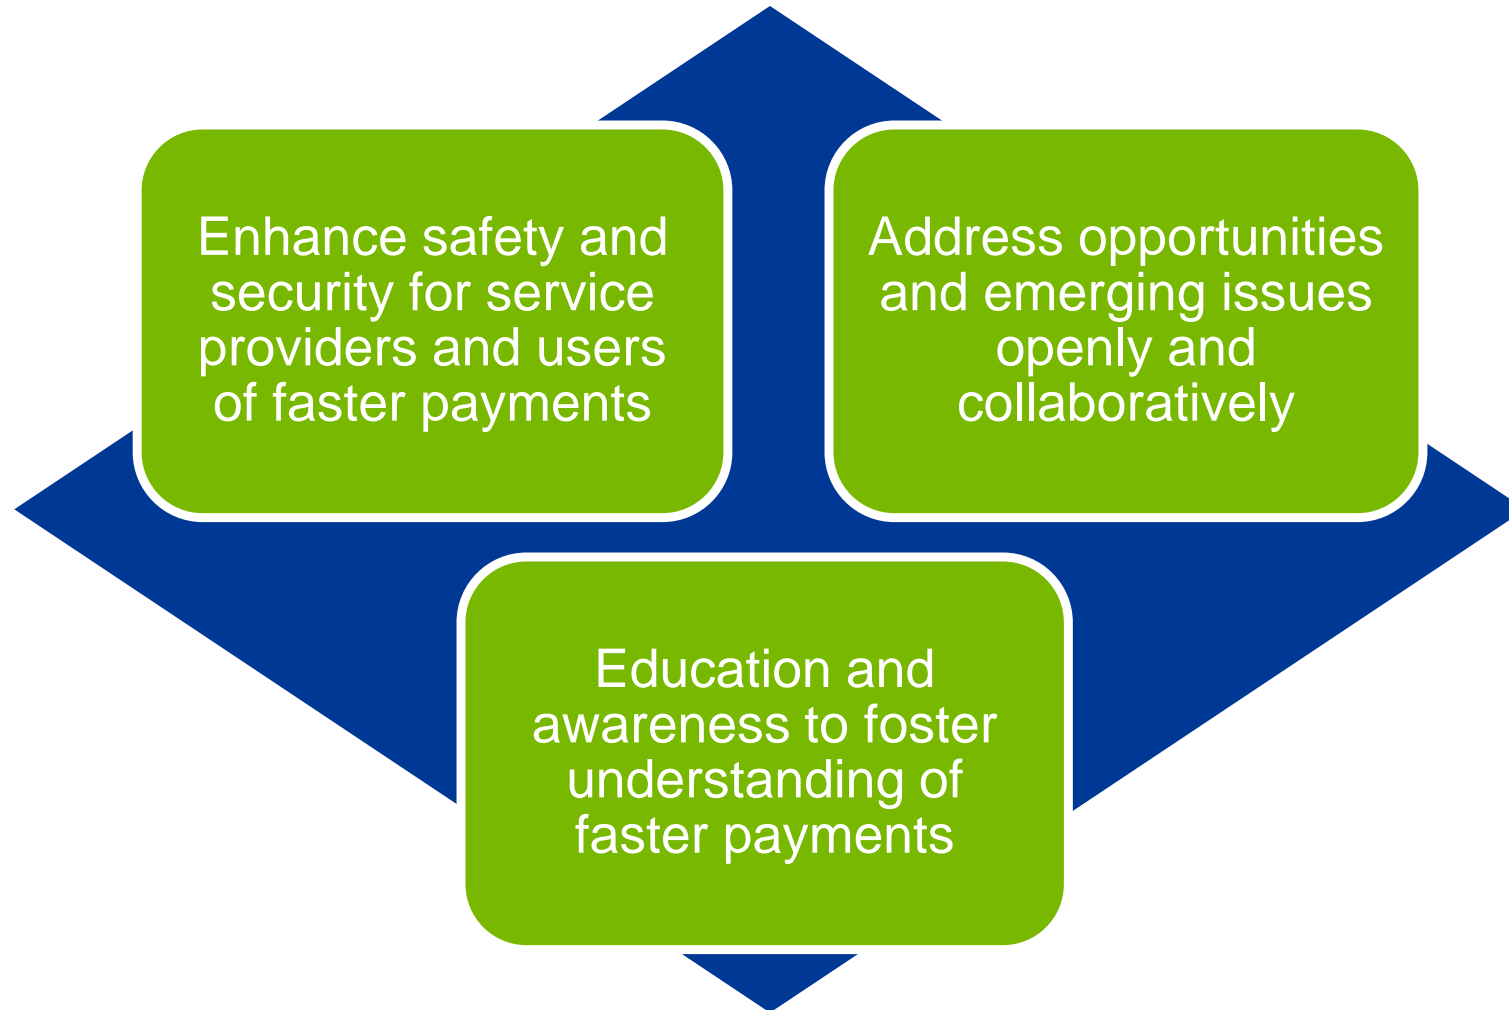 Enhance safety and
security for service
providers and users
of faster payments
Address opportunities
and emerging issues
openly and
collaboratively
Education and
awareness to foster
understanding of
faster payments